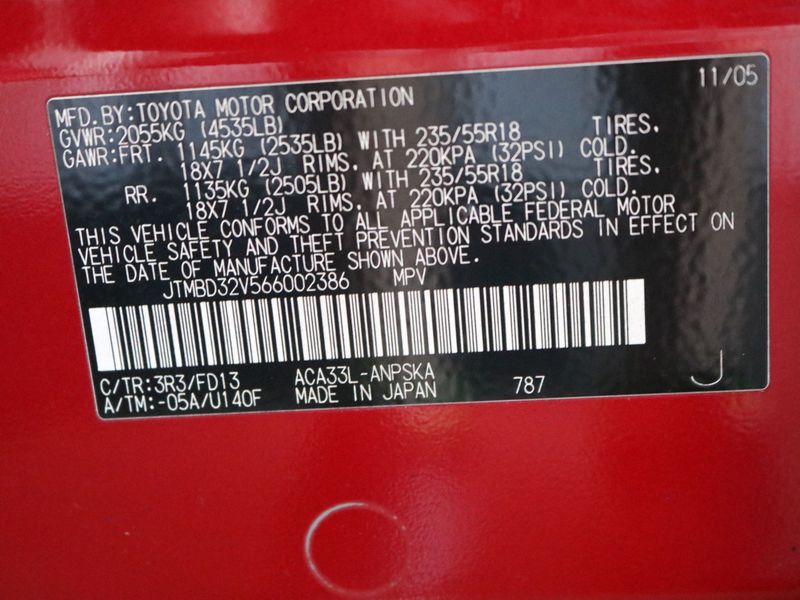 11/05
MFD.BY:TOYOTA MOTOR CORPORATION
GVWR:2055KG (4535LB)
GAWR:FRT. 1145KG (2535LB) WITH 235/55R18 TIRES,
18X7 1/2J RIMS, AT 220KPA (32PSI) COLD.
RR. 1135KG (2505LB) WITH 235/55R18 TIRES,
18X7 1/2J RIMS, AT 220KPA (32PSI) COLD.
THIS VEHICLE CONFORMS TO ALL APPLICABLE FEDERAL MOTOR
VEHICLE SAFETY AND THEFT PREVENTION STANDARDS IN EFFECT ON
THE DATE OF MANUFACTURE SHOWN ABOVE.
JTMBD32V566002386 MPV
C/TR:3R3/FD13 ACA33L-ANPSKA
A/TM:-05A/U140F MADE IN JAPAN 787 J